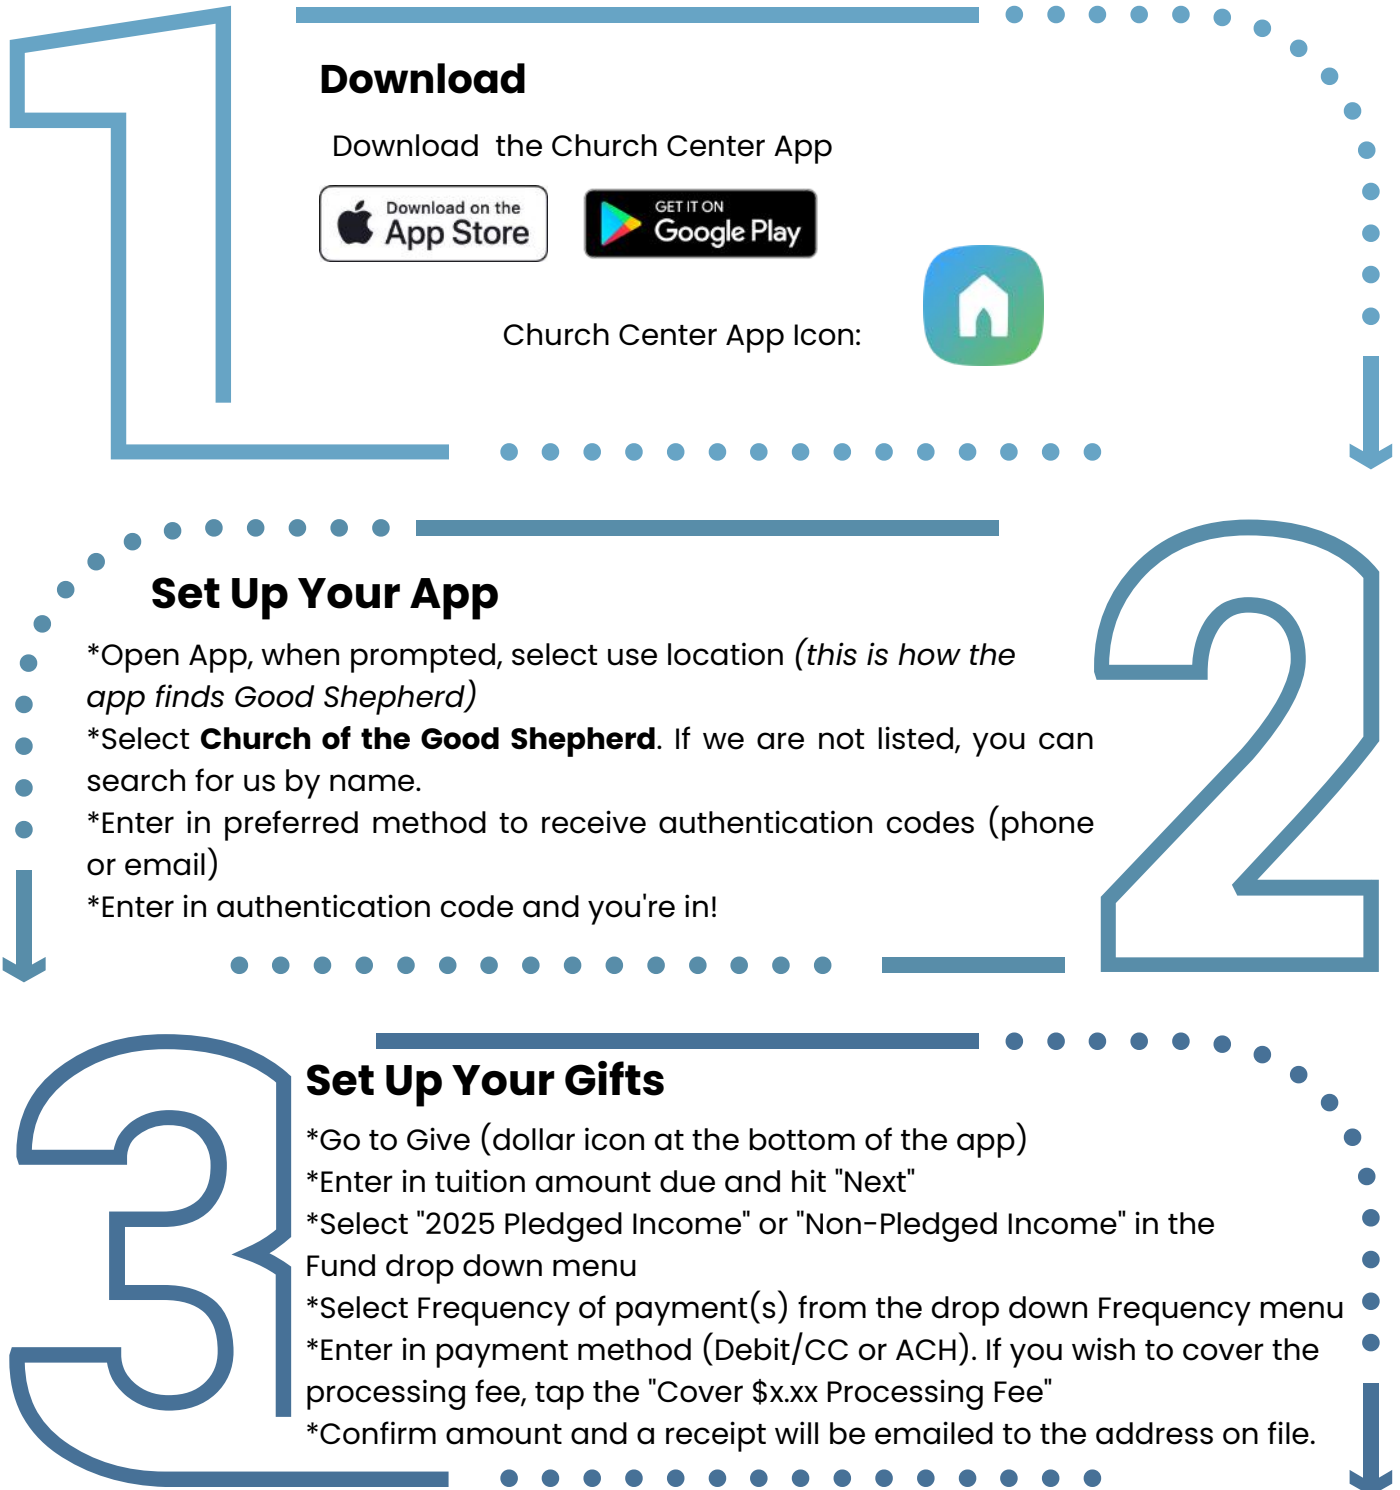 1
Download
Download  the Church Center App
Download on the
App Store
GET IT ON
Google Play
Church Center App Icon:
2
Set Up Your App
*Open App, when prompted, select use location (this is how the
app finds Good Shepherd)
*Select Church of the Good Shepherd. If we are not listed, you can
search for us by name.
*Enter in preferred method to receive authentication codes (phone
or email)
*Enter in authentication code and you're in!
3
Set Up Your Gifts
*Go to Give (dollar icon at the bottom of the app)
*Enter in tuition amount due and hit "Next"
*Select "2025 Pledged Income" or "Non-Pledged Income" in the
Fund drop down menu
*Select Frequency of payment(s) from the drop down Frequency menu
*Enter in payment method (Debit/CC or ACH). If you wish to cover the
processing fee, tap the "Cover $x.xx Processing Fee"
*Confirm amount and a receipt will be emailed to the address on file.